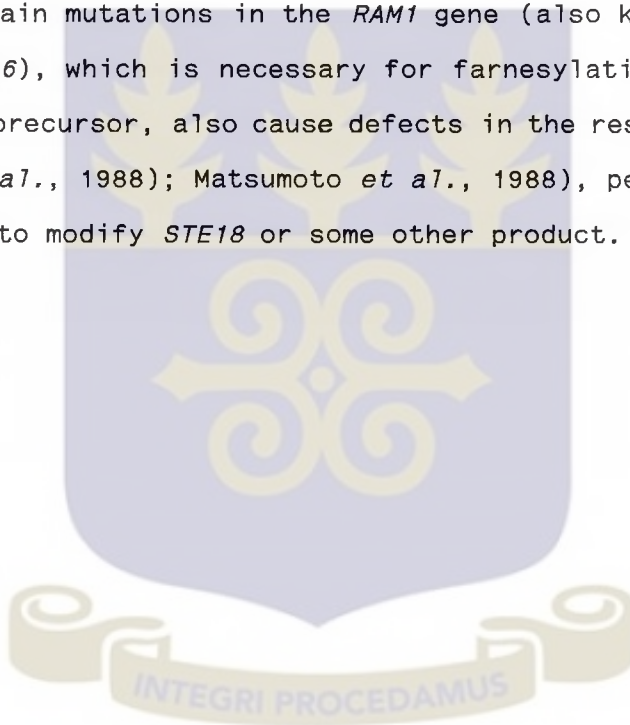 ain mutations in the RAM1 gene (also k
6), which is necessary for farnesylati
precursor, also cause defects in the res
al., 1988); Matsumoto et al., 1988), pe
to modify STE18 or some other product.
INTEGRI PROCEDAMUS